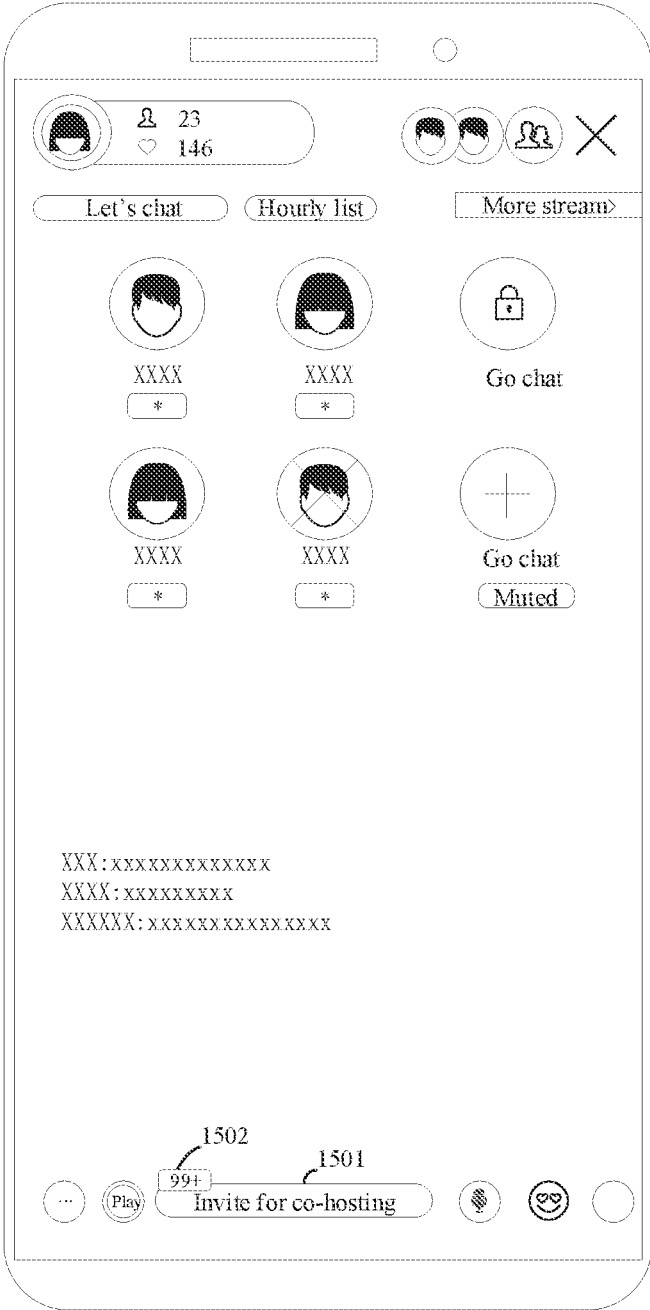 23
146
Let's chat Hourly list More stream>
XXXX XXXX Go chat
* *
XXXX XXXX Go chat
* * Muted
XXX:xxxxxxxxxxxxx
XXXX:xxxxxxxxx
XXXXXX:xxxxxxxxxxxxxxx
1502
1501
99+
... Play Invite for co-hosting